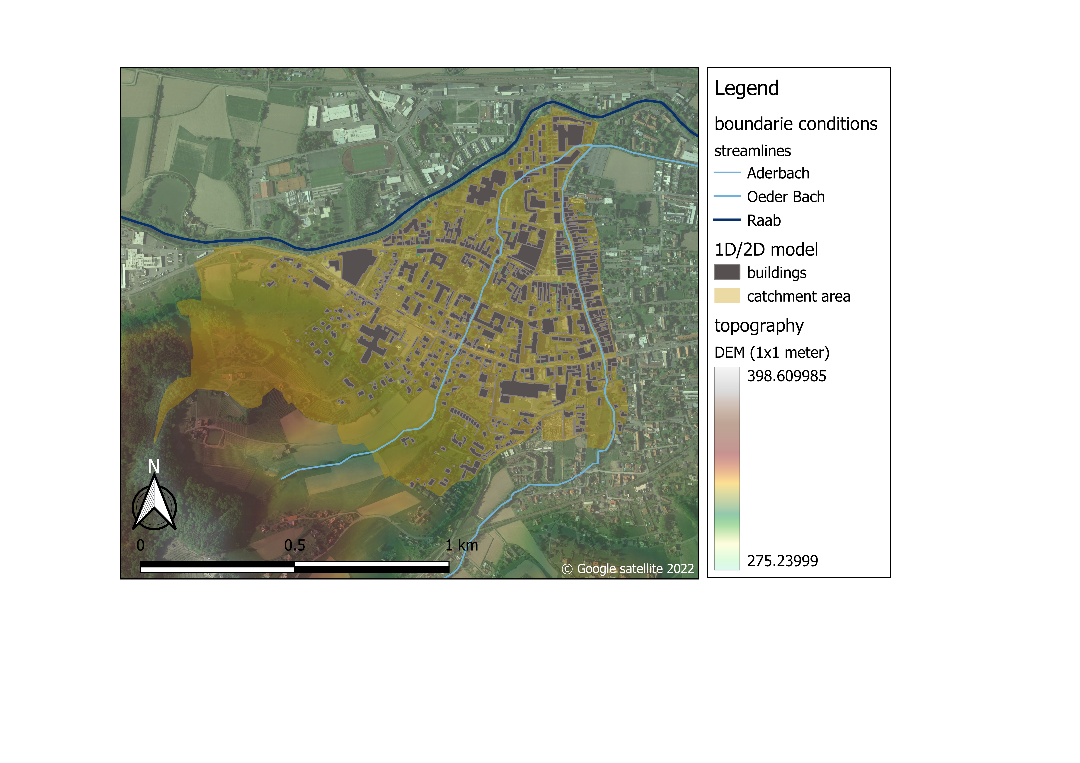 N
0
0.5
1 km
© Google satellite 2022
Legend
boundarie conditions
streamlines
Aderbach
Oeder Bach
Raab
1D/2D model
buildings
catchment area
topography
DEM (1x1 meter)
398.609985
275.23999